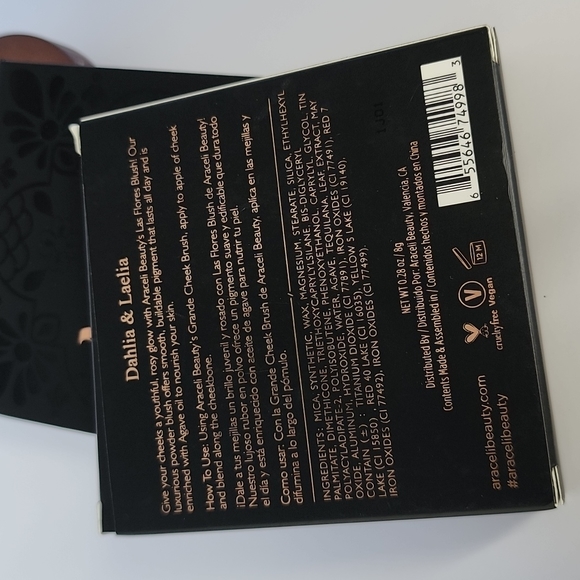 Dahlia & Laelia
Give your cheeks a youthful, rosy glow with Araceli Beauty's Las Flores Blush! Our
luxurious powder blush offers smooth, buildable pigment that lasts all day and is
enriched with Agave oil to nourish your skin.
How To Use: Using Araceli Beauty's Grande Cheek Brush, apply to apple of cheek
and blend along the cheekbone.
¡Dale a tus mejillas un brillo juvenil y rosado con Las Flores Blush de Araceli Beauty!
Nuestro lujoso rubor en polvo ofrece un pigmento suave y edificable que dura todo
el día y está enriquecido con aceite de agave para nutrir tu piel.
Como usar: Con la Grande Cheek Brush de Araceli Beauty, aplica en las mejillas y
difumina a lo largo del pómulo.
INGREDIENTS: MICA, SYNTHETIC WAX, MAGNESIUM, STEARATE, SILICA, ETHYLHEXYL
PALMITATE, DIMETHICONE, TRIETHOXYCAPRYLYLSILANE, BIS-DIGLYCERYL
POLYACYLADIPATE-2, POLYISOBUTENE, PHENOXYETHANOL, CAPRYLYL GLYCOL, TIN
OXIDE, ALUMINUM, HYDROXIDE, WATER, AGAVE, TEQUILANA, LEAF EXTRACT, MAY
CONTAIN (±) : TITANIUM DIOXIDE (CI 77891), IRON OXIDES (CI 77491), RED 7
LAKE (CI 15850) , RED 40 LAKE (CI 16035), YELLOW 5 LAKE (CI 19140),
IRON OXIDES (CI 77492), IRON OXIDES (CI 77499).
NET WT 0.28 oz / 8g
Distributed By / Distribuido Por: Araceli Beauty, Valencia, CA
Contents Made & Assembled in / Contenidos hechos y montados en China
cruelty free Vegan
V
12 M
aracelibeauty.com
#aracelibeauty
6 55646 74998 3